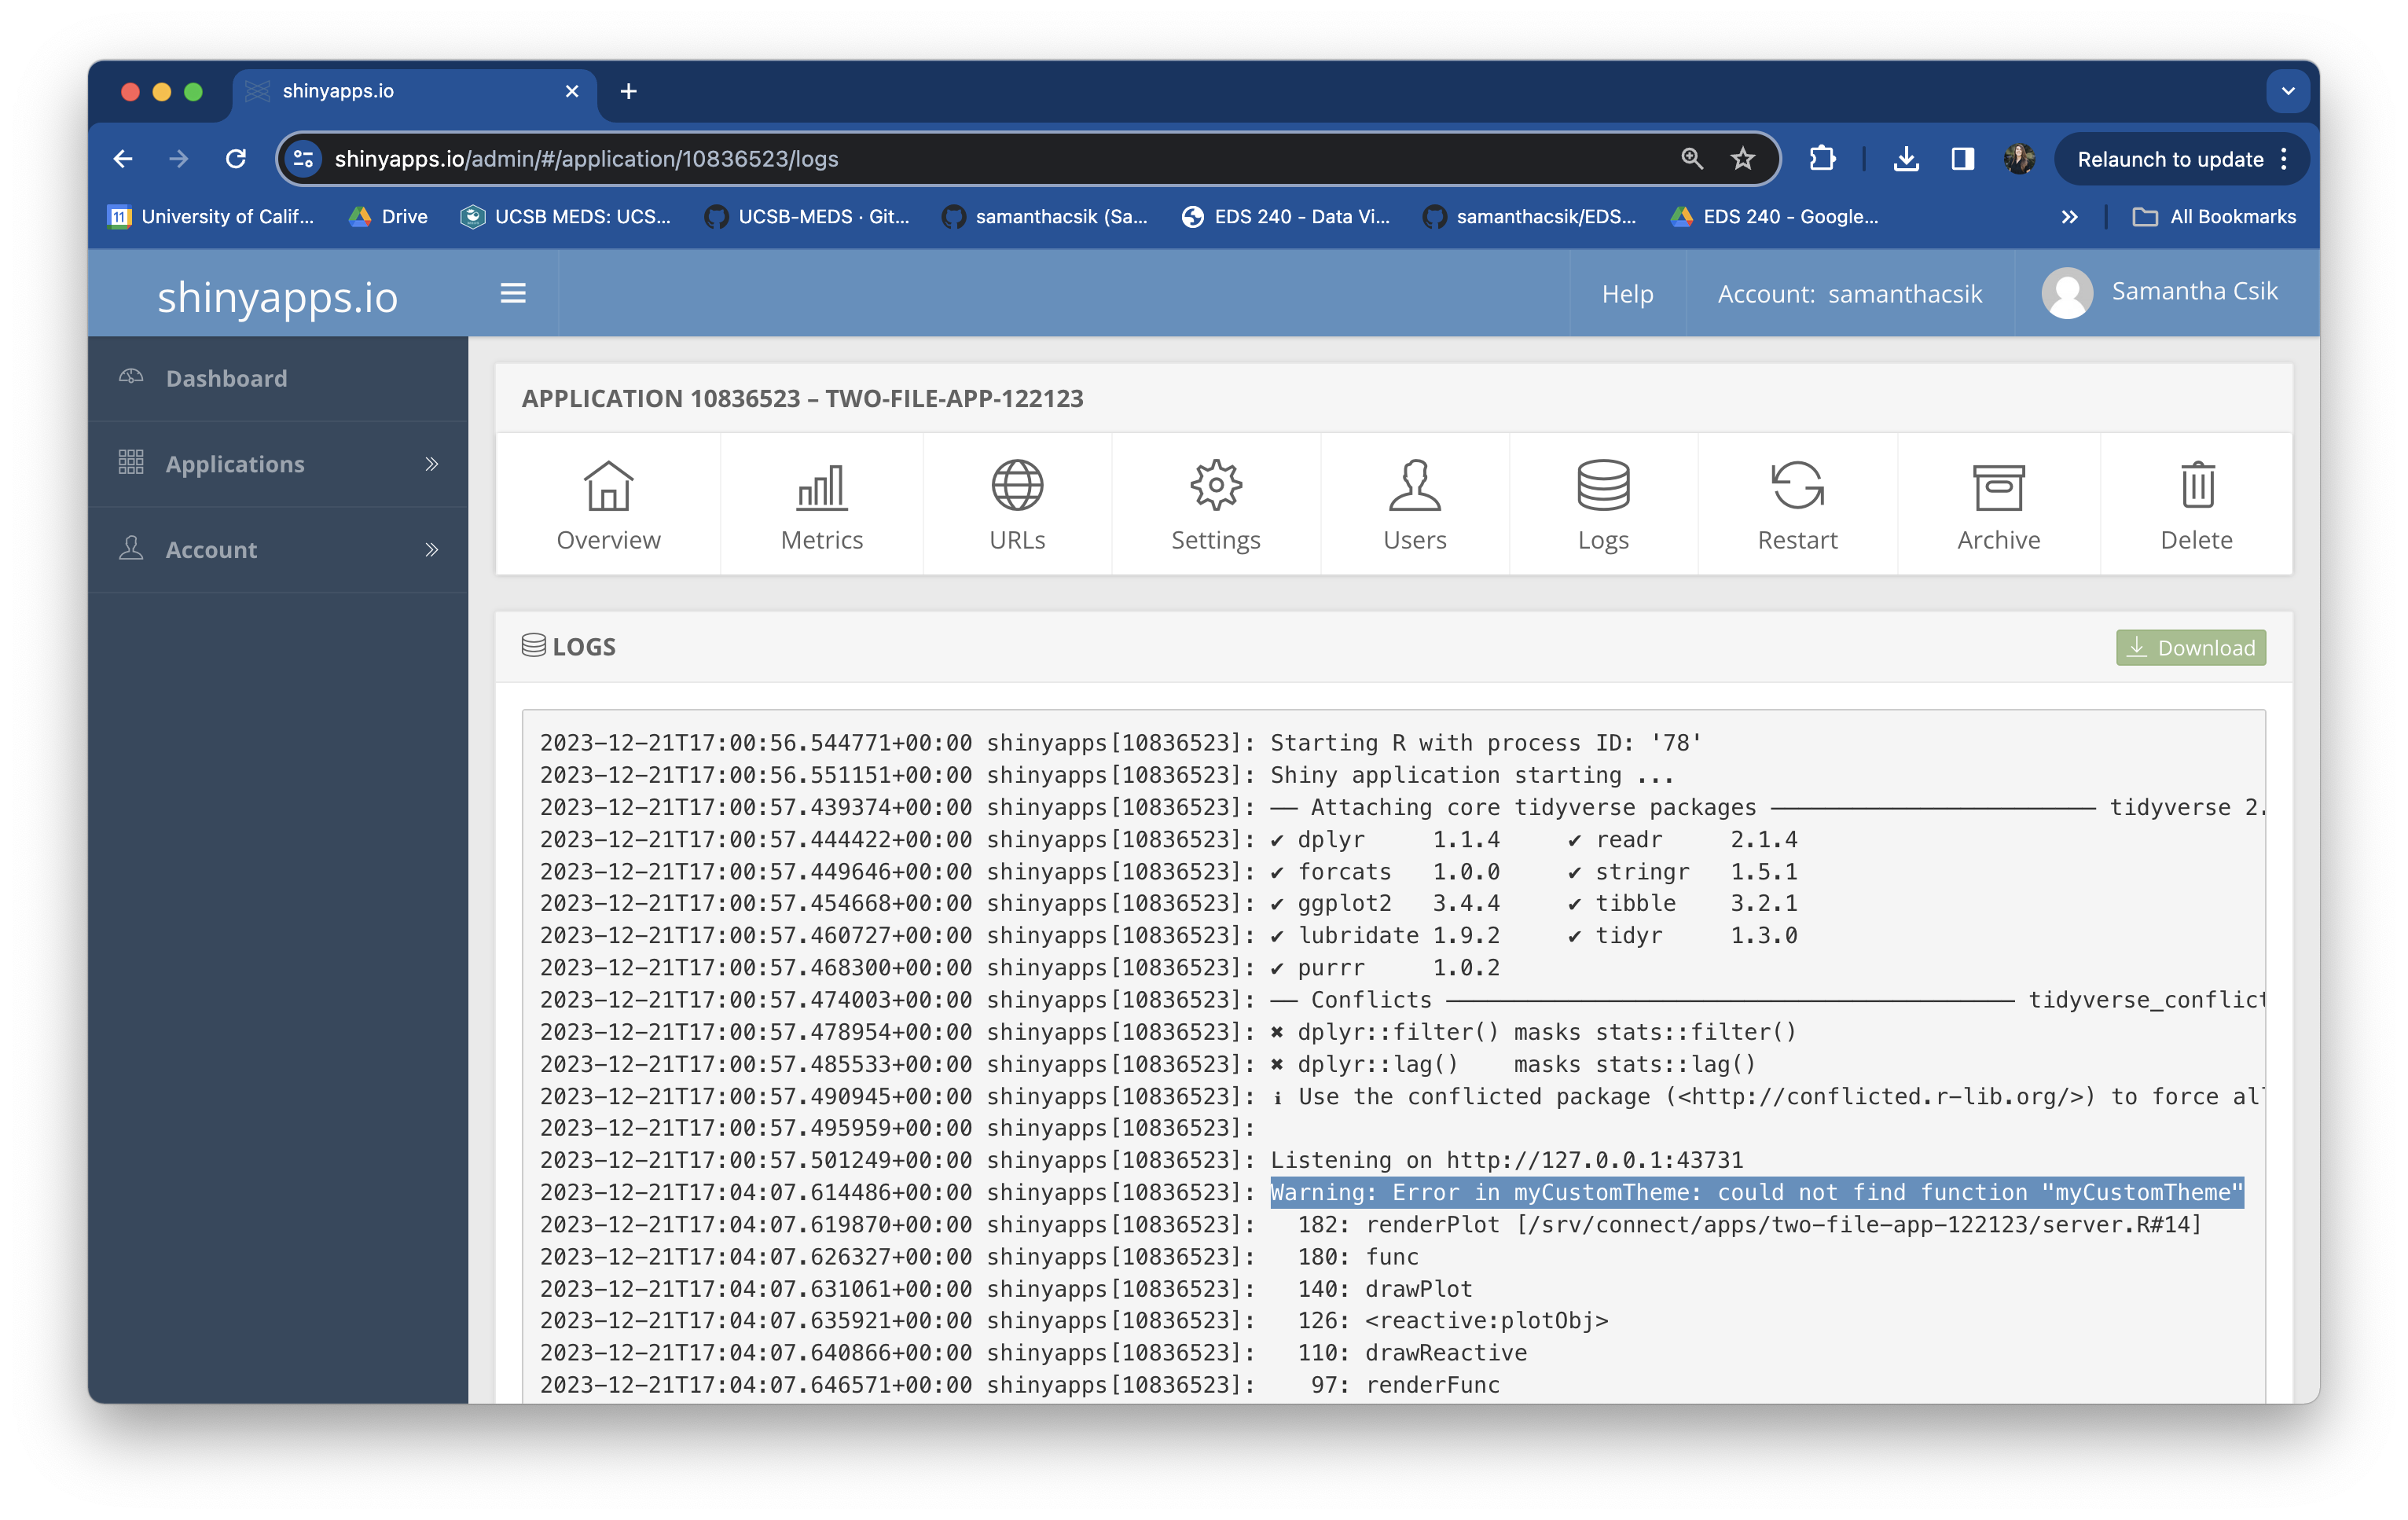 shinyapps.io
shinyapps.io/admin/#/application/10836523/logs
Relaunch to update
11 University of Calif... Drive UCSB MEDS: UCS... UCSB-MEDS · Git... samanthacsik (Sa... EDS 240 - Data Vi... samanthacsik/EDS... EDS 240 - Google... All Bookmarks
shinyapps.io Help Account: samanthacsik Samantha Csik
Dashboard
Applications
Account
APPLICATION 10836523 – TWO-FILE-APP-122123
Overview Metrics URLs Settings Users Logs Restart Archive Delete
LOGS Download
2023-12-21T17:00:56.544771+00:00 shinyapps[10836523]: Starting R with process ID: '78'
2023-12-21T17:00:56.551151+00:00 shinyapps[10836523]: Shiny application starting ...
2023-12-21T17:00:57.439374+00:00 shinyapps[10836523]: ── Attaching core tidyverse packages ──────────────────────── tidyverse 2.
2023-12-21T17:00:57.444422+00:00 shinyapps[10836523]: ✔ dplyr     1.1.4     ✔ readr     2.1.4
2023-12-21T17:00:57.449646+00:00 shinyapps[10836523]: ✔ forcats   1.0.0     ✔ stringr   1.5.1
2023-12-21T17:00:57.454668+00:00 shinyapps[10836523]: ✔ ggplot2   3.4.4     ✔ tibble    3.2.1
2023-12-21T17:00:57.460727+00:00 shinyapps[10836523]: ✔ lubridate 1.9.2     ✔ tidyr     1.3.0
2023-12-21T17:00:57.468300+00:00 shinyapps[10836523]: ✔ purrr     1.0.2
2023-12-21T17:00:57.474003+00:00 shinyapps[10836523]: ── Conflicts ────────────────────────────────────────── tidyverse_conflict
2023-12-21T17:00:57.478954+00:00 shinyapps[10836523]: ✖ dplyr::filter() masks stats::filter()
2023-12-21T17:00:57.485533+00:00 shinyapps[10836523]: ✖ dplyr::lag()    masks stats::lag()
2023-12-21T17:00:57.490945+00:00 shinyapps[10836523]: ℹ Use the conflicted package (<http://conflicted.r-lib.org/>) to force al
2023-12-21T17:00:57.495959+00:00 shinyapps[10836523]:
2023-12-21T17:00:57.501249+00:00 shinyapps[10836523]: Listening on http://127.0.0.1:43731
2023-12-21T17:04:07.614486+00:00 shinyapps[10836523]: Warning: Error in myCustomTheme: could not find function "myCustomTheme"
2023-12-21T17:04:07.619870+00:00 shinyapps[10836523]:   182: renderPlot [/srv/connect/apps/two-file-app-122123/server.R#14]
2023-12-21T17:04:07.626327+00:00 shinyapps[10836523]:   180: func
2023-12-21T17:04:07.631061+00:00 shinyapps[10836523]:   140: drawPlot
2023-12-21T17:04:07.635921+00:00 shinyapps[10836523]:   126: <reactive:plotObj>
2023-12-21T17:04:07.640866+00:00 shinyapps[10836523]:   110: drawReactive
2023-12-21T17:04:07.646571+00:00 shinyapps[10836523]:    97: renderFunc